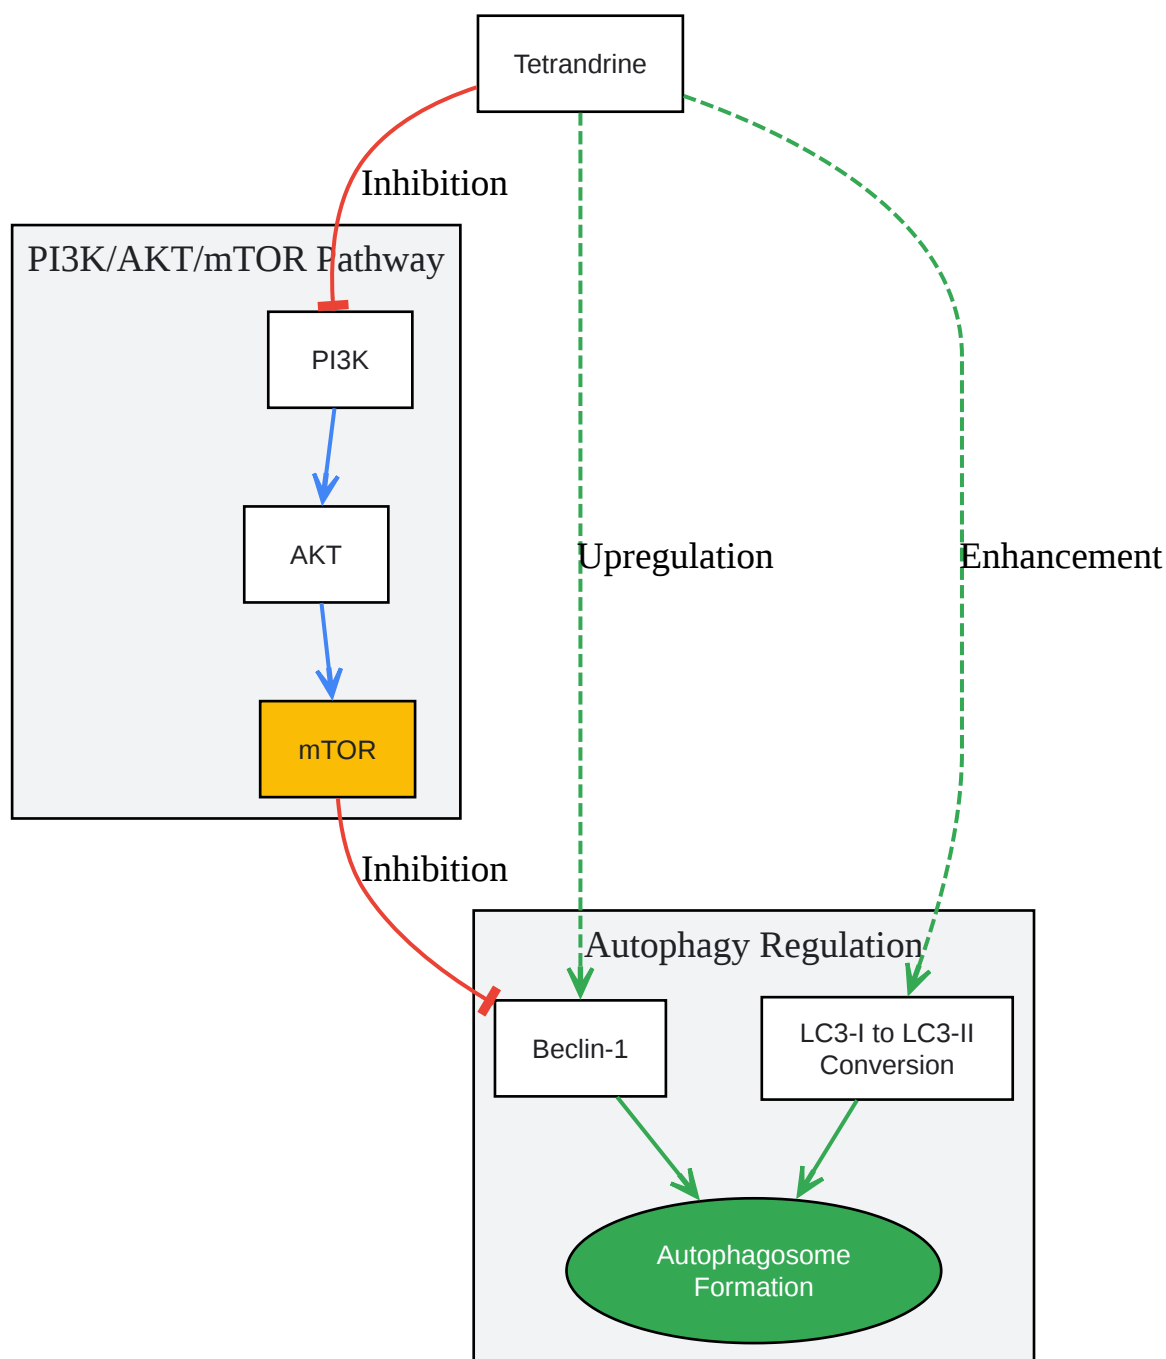 Tetrandrine
Inhibition
PI3K/AKT/mTOR Pathway
PI3K
AKT
Upregulation
Enhancement
mTOR
Inhibition
Autophagy Regulation
Beclin-1
LC3-I to LC3-II
Conversion
Autophagosome
Formation